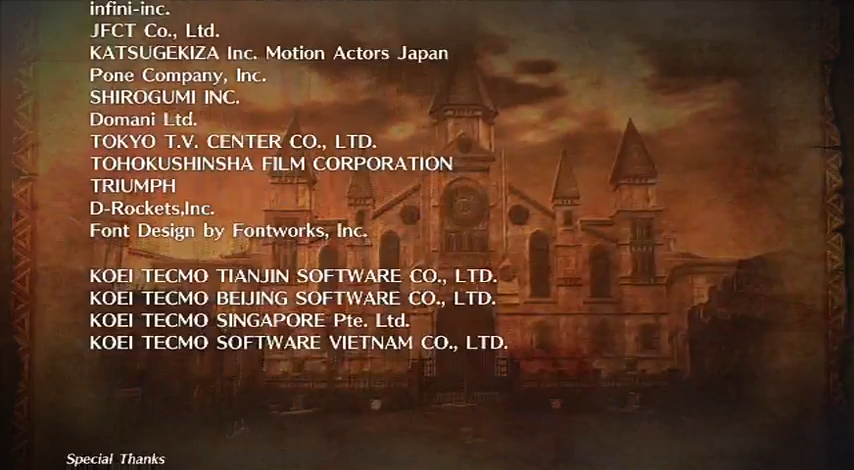 infini-inc.
JFCT Co., Ltd.
KATSUGEKIZA Inc. Motion Actors Japan
Pone Company, Inc.
SHIROGUMI INC.
Domani Ltd.
TOKYO T.V. CENTER CO., LTD.
TOHOKUSHINSHA FILM CORPORATION
TRIUMPH
D-Rockets,Inc.
Font Design by Fontworks, Inc.
KOEI TECMO TIANJIN SOFTWARE CO., LTD.
KOEI TECMO BEIJING SOFTWARE CO., LTD.
KOEI TECMO SINGAPORE Pte. Ltd.
KOEI TECMO SOFTWARE VIETNAM CO., LTD.
Special Thanks